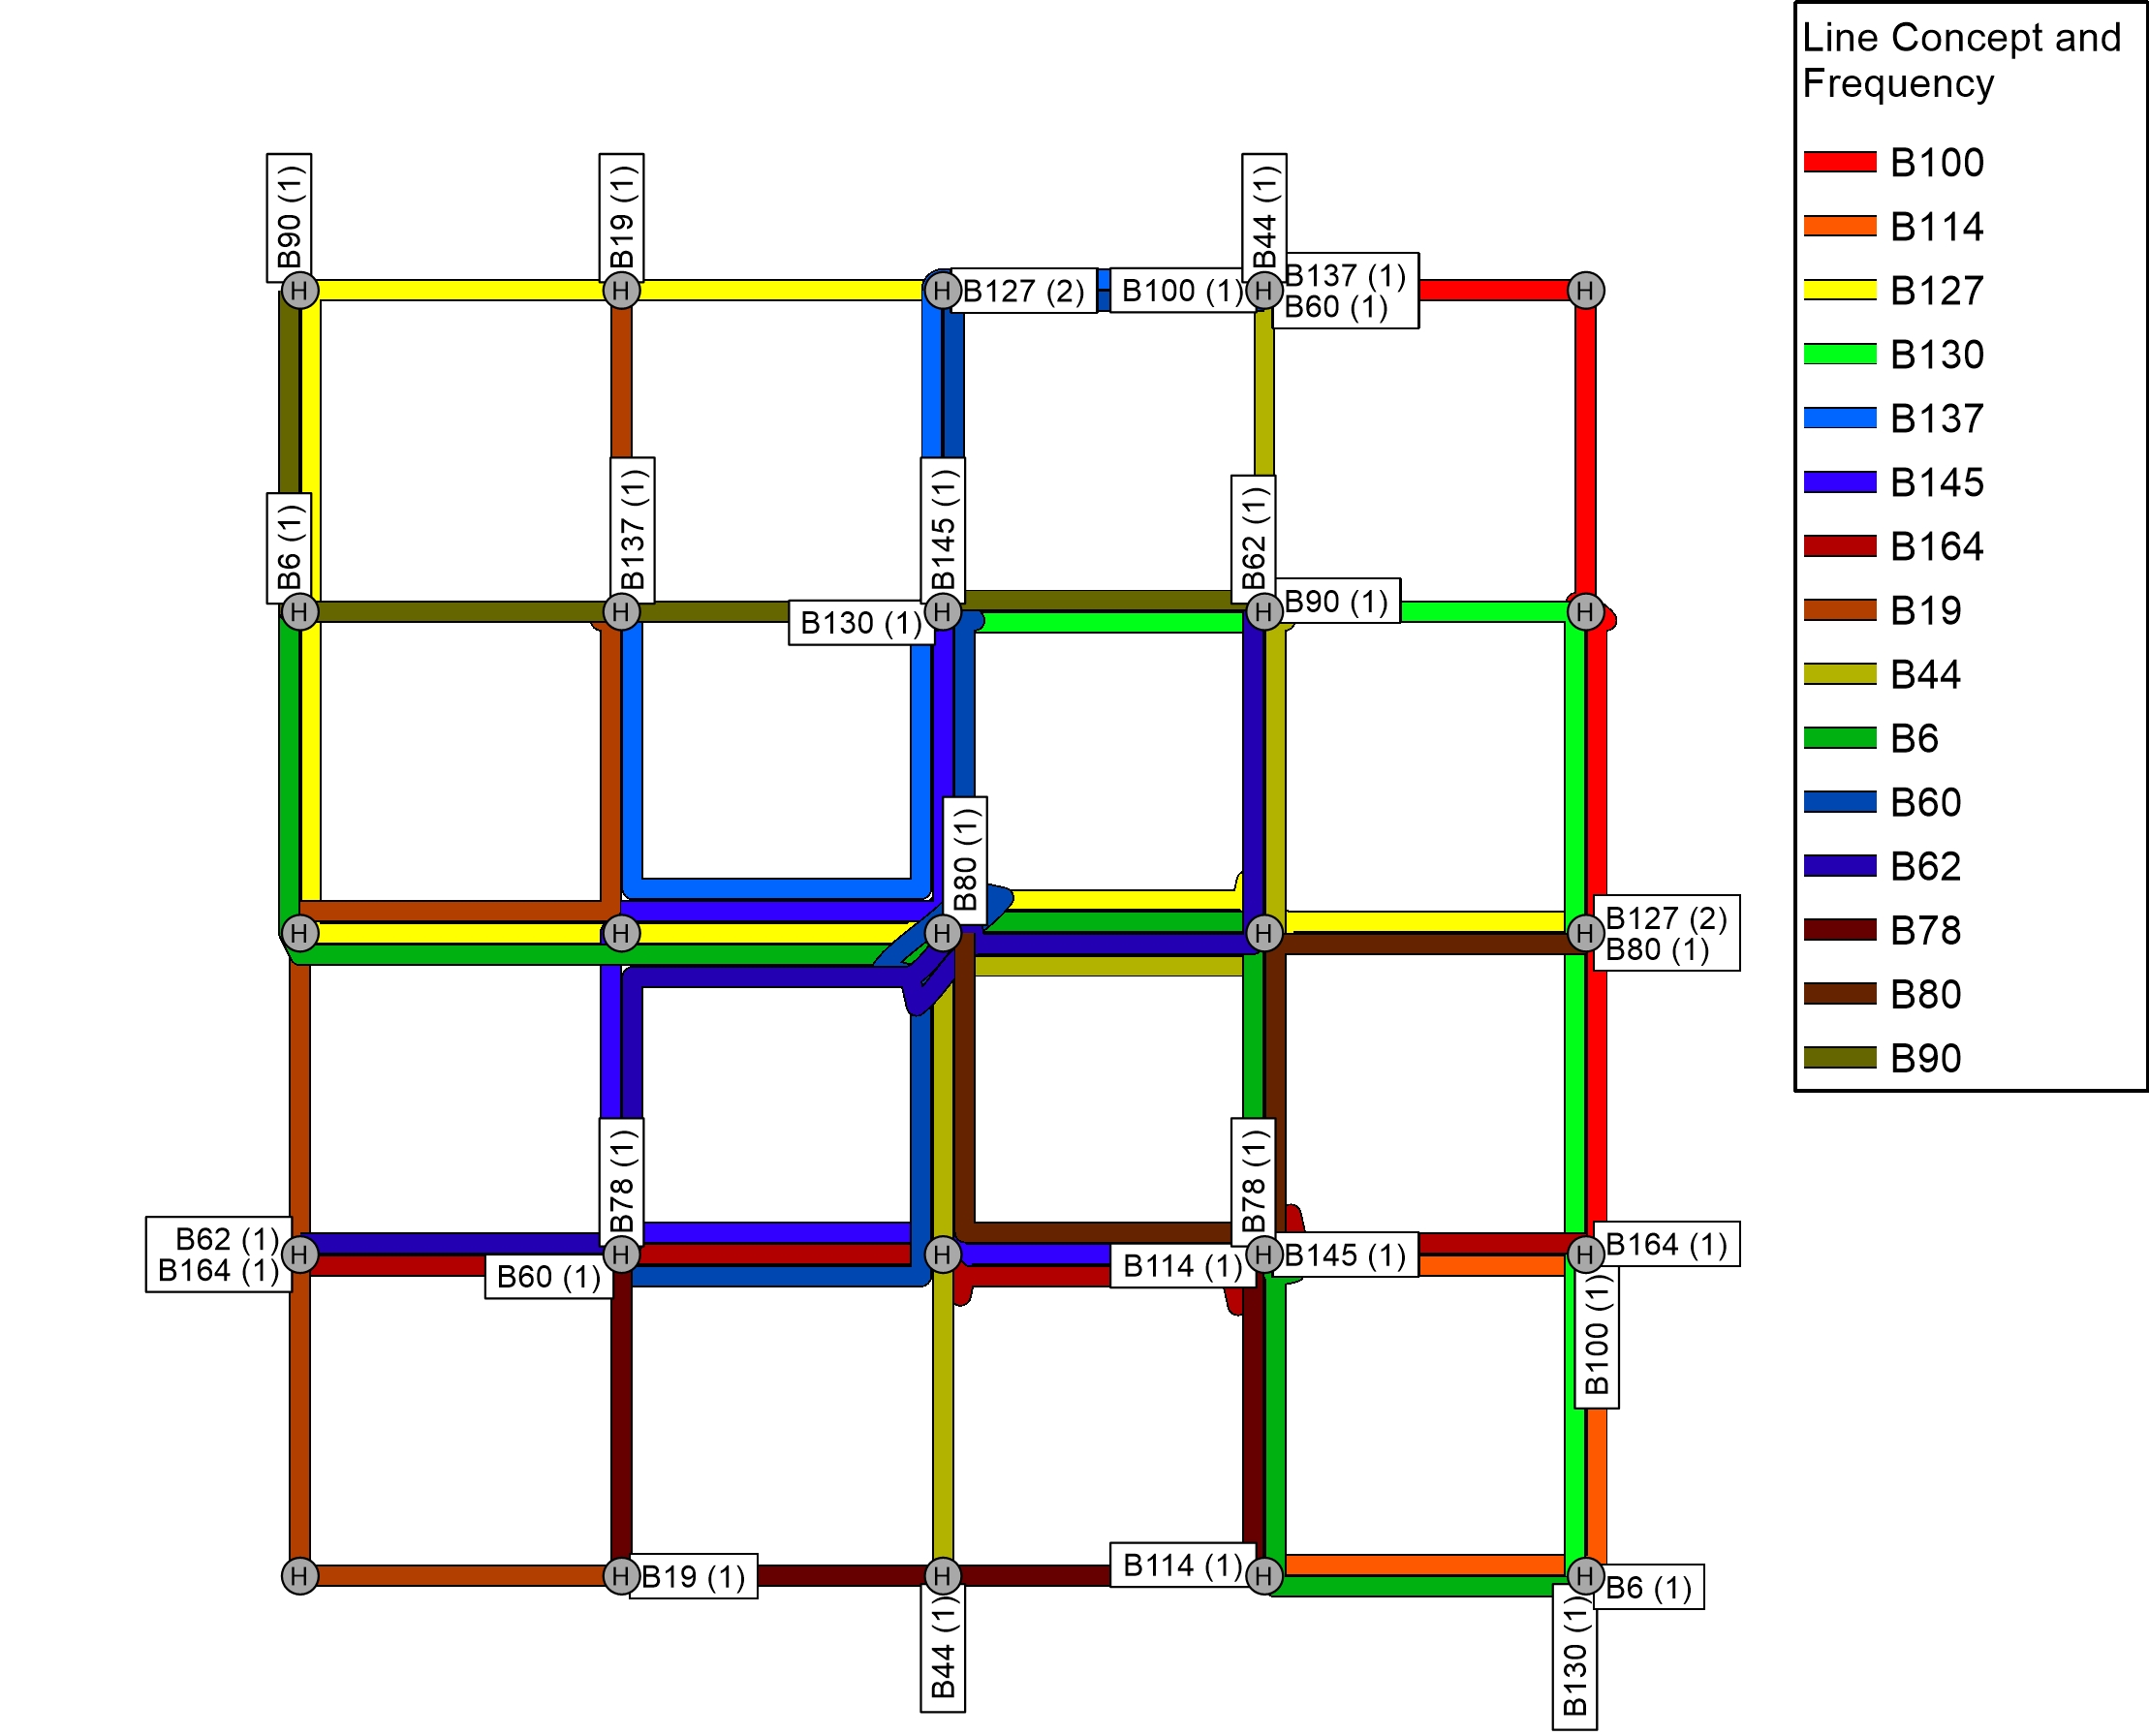 Line Concept and
Frequency
B100
B114
B127
B130
B137
B145
B164
B19
B44
B6
B60
B62
B78
B80
B90
B90 (1)
B19 (1)
B44 (1)
H
H
H
B127 (2)
B100 (1)
H
B137 (1)
B60 (1)
H
B6 (1)
B137 (1)
B145 (1)
B62 (1)
H
H
B130 (1)
H
H
B90 (1)
H
B80 (1)
H
H
H
H
H
B127 (2)
B80 (1)
B78 (1)
B78 (1)
B62 (1)
B164 (1)
H
B60 (1)
H
H
B114 (1)
H
B145 (1)
H
B164 (1)
B100 (1)
H
H
B19 (1)
H
B114 (1)
H
H
B6 (1)
B44 (1)
B130 (1)